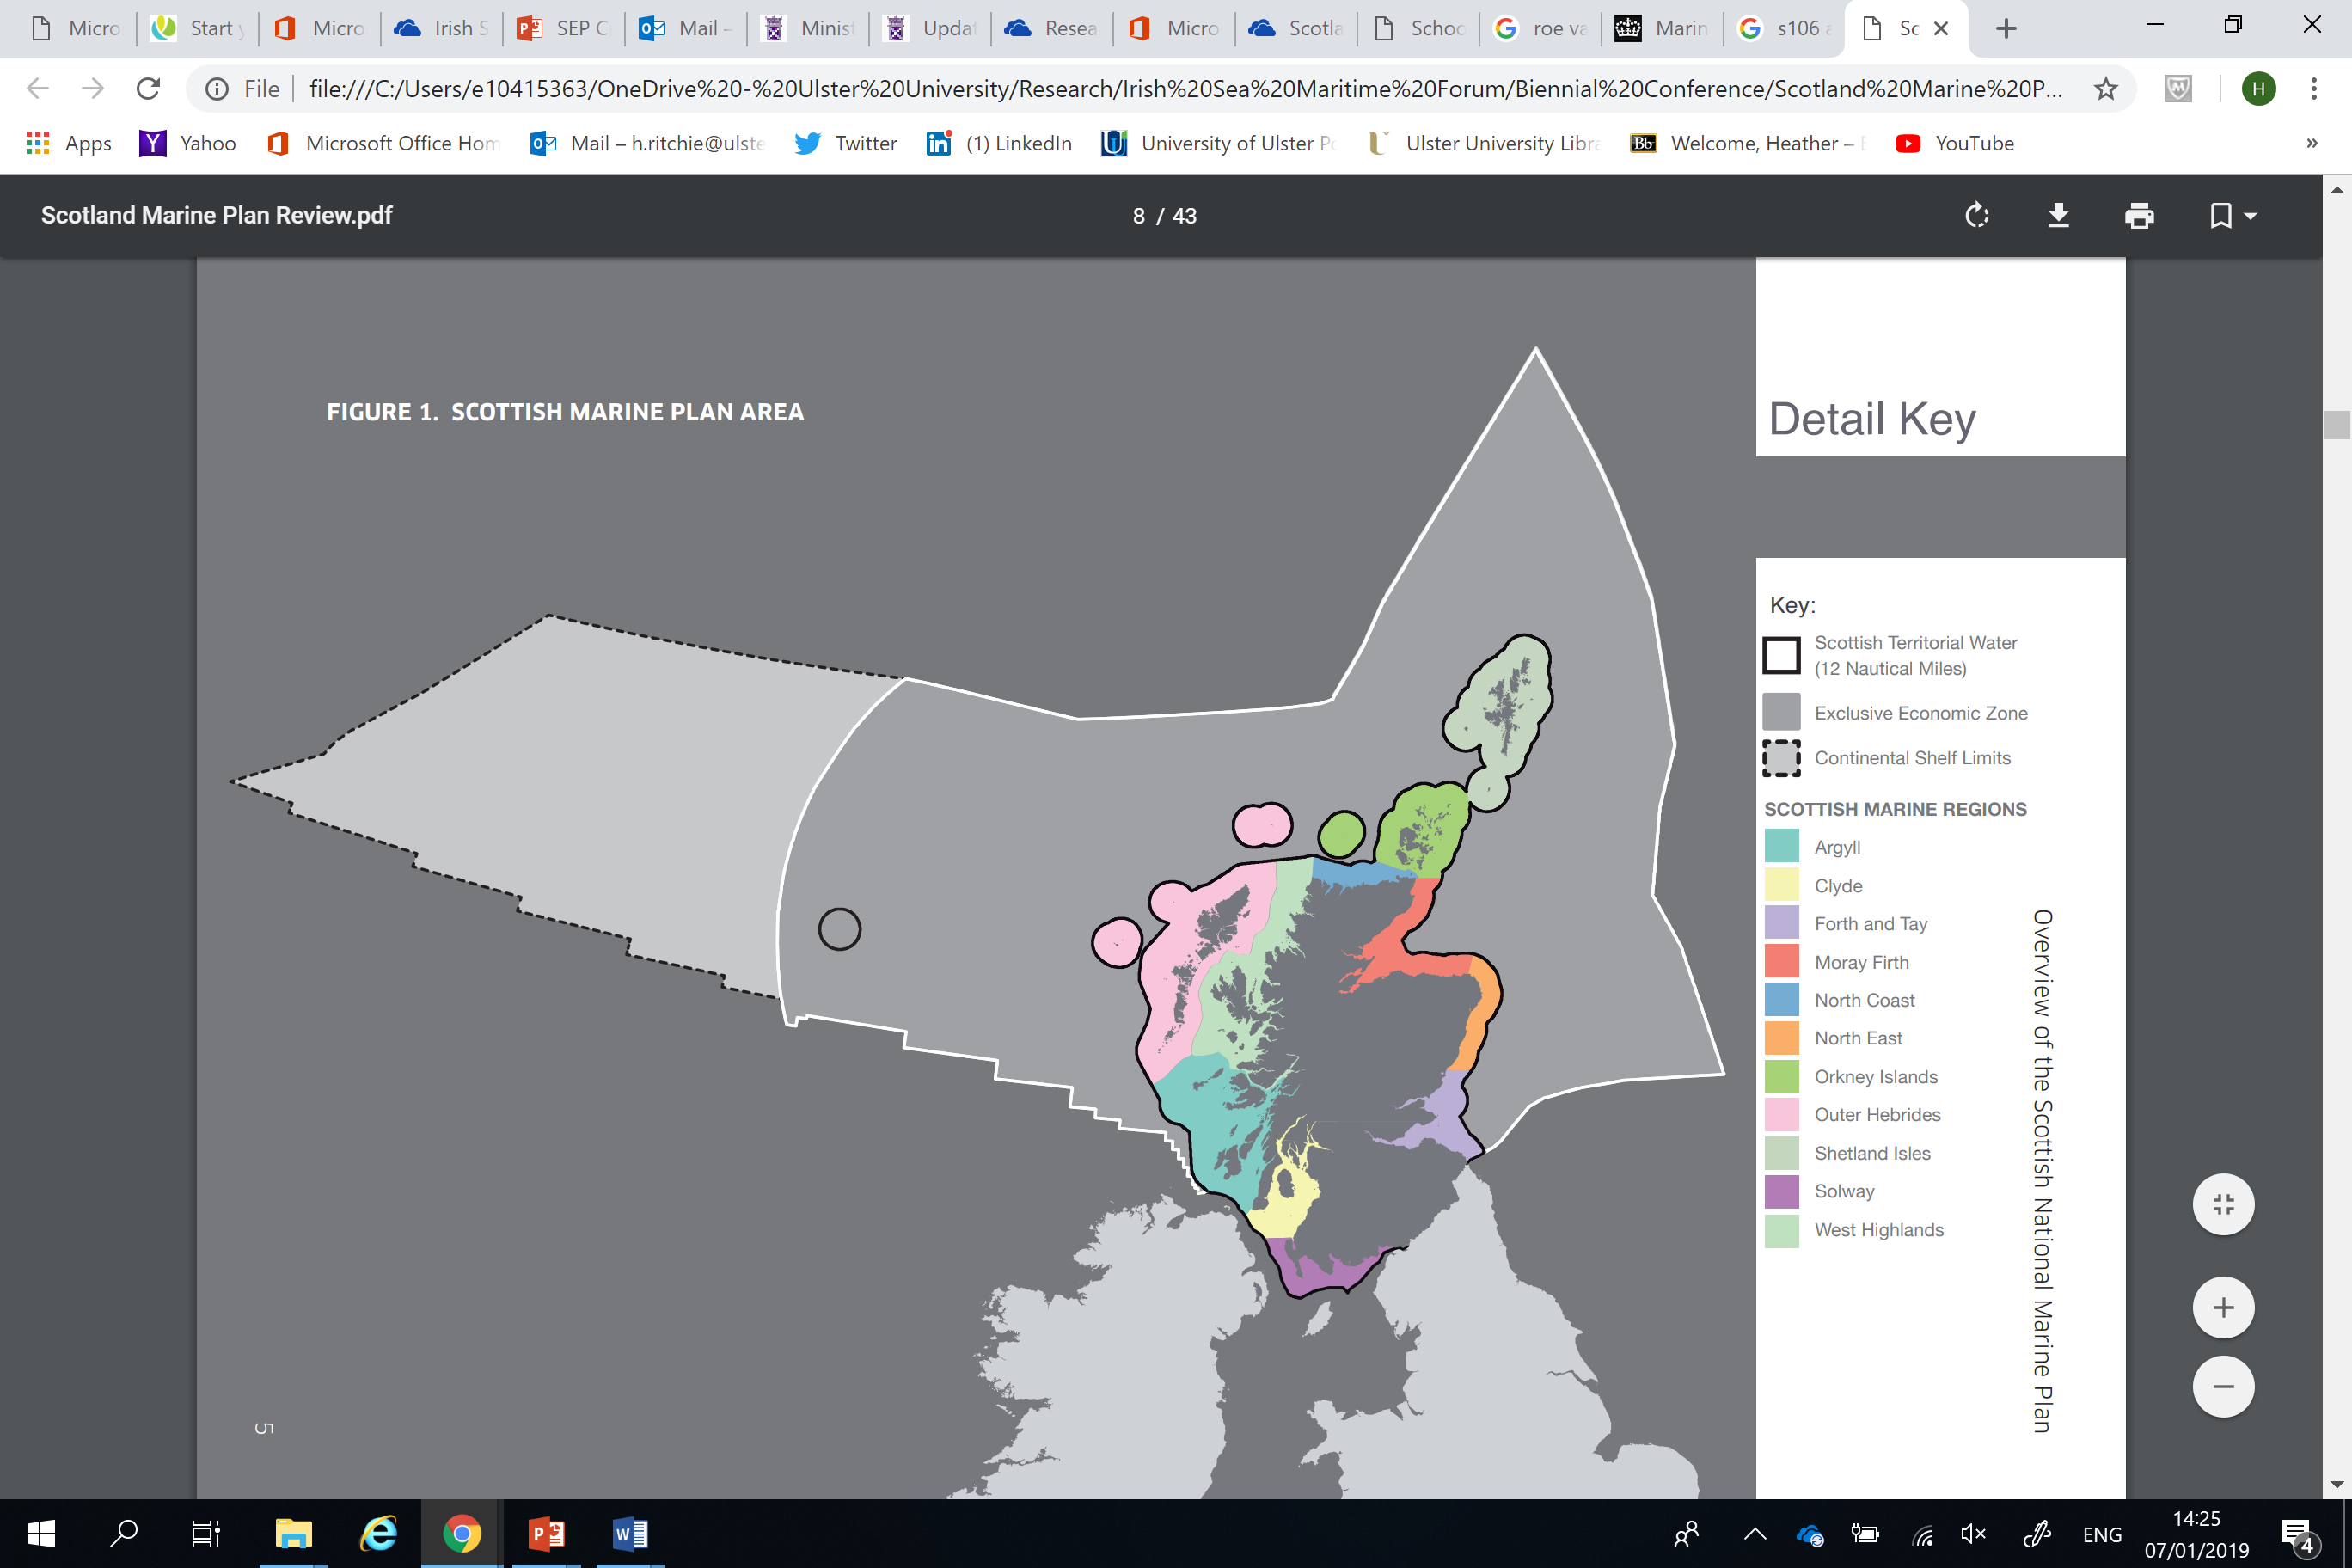 Micro
Start y
Micro
Irish S
SEP C
Mail –
Minist
Updat
Resea
Micro
Scotla
Schoo
roe va
Marin
s106 a
Sc
File
file:///C:/Users/e10415363/OneDrive%20-%20Ulster%20University/Research/Irish%20Sea%20Maritime%20Forum/Biennial%20Conference/Scotland%20Marine%20P...
H
Apps
Yahoo
Microsoft Office Hom
Mail – h.ritchie@ulste
Twitter
(1) LinkedIn
University of Ulster Po
Ulster University Libra
Bb
Welcome, Heather –
YouTube
»
Scotland Marine Plan Review.pdf
8 / 43
FIGURE 1. SCOTTISH MARINE PLAN AREA
Detail Key
Key:
Scottish Territorial Water
(12 Nautical Miles)
Exclusive Economic Zone
Continental Shelf Limits
SCOTTISH MARINE REGIONS
Argyll
Clyde
Forth and Tay
Moray Firth
North Coast
North East
Orkney Islands
Outer Hebrides
Shetland Isles
Solway
West Highlands
Overview of the Scottish National Marine Plan
5
ENG
14:25
07/01/2019
4